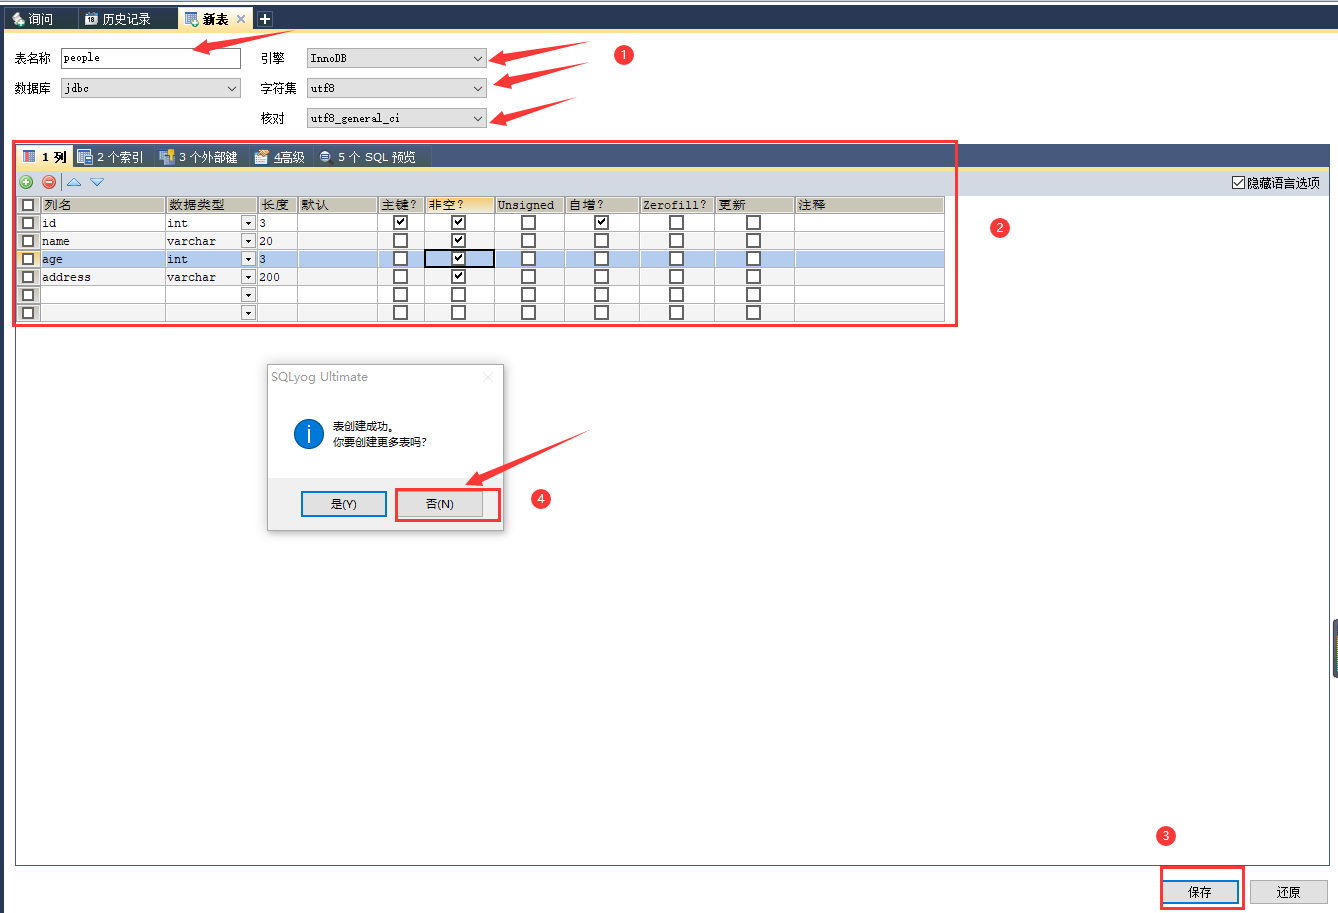 询问 18 历史记录 新表
表名称 people 引擎 InnoDB 1
数据库 jdbc 字符集 utf8
核对 utf8_general_ci
1 列 2 个索引 3 个外部键 4高级 5 个 SQL 预览
隐藏语言选项
列名 数据类型 长度 默认 主键? 非空? Unsigned 自增? Zerofill? 更新 注释
id int 3
2
name varchar 20
age int 3
address varchar 200
SQLyog Ultimate
表创建成功。
你要创建更多表吗?
是(Y) 否(N) 4
3
保存 还原